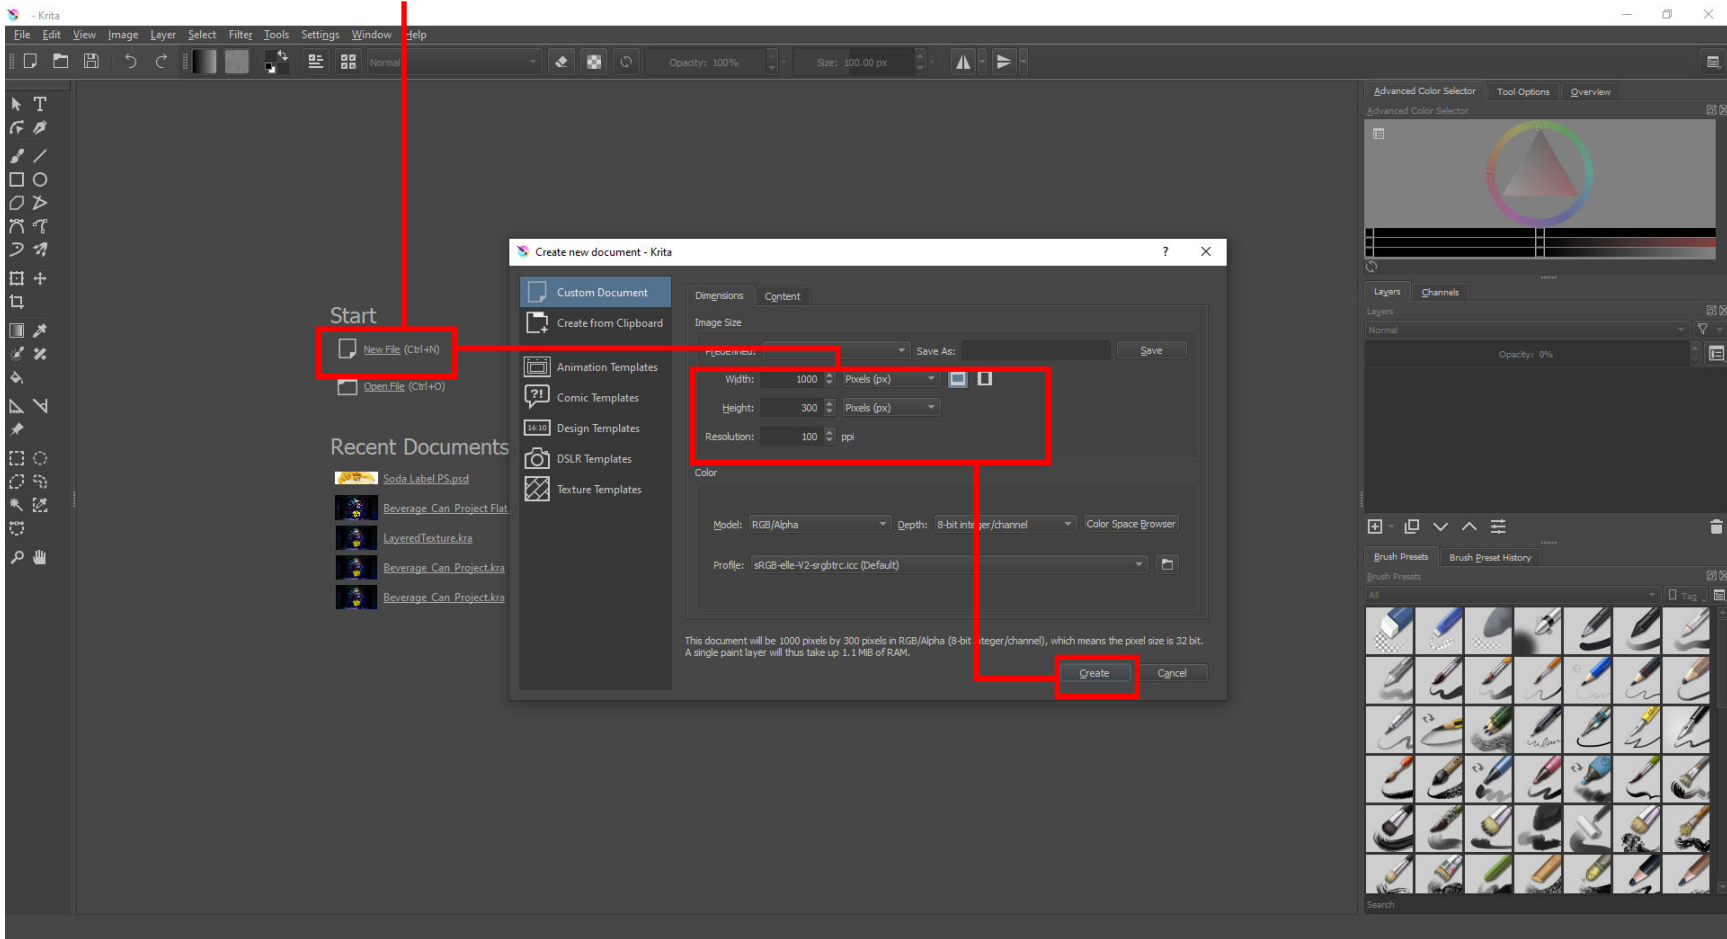 - Krita
File Edit View Image Layer Select Filter Tools Settings Window Help
Normal Opacity: 100% Size: 100.00 px
Advanced Color Selector Tool Options Overview
Advanced Color Selector
Layers Channels
Layers
Normal
Opacity: 0%
Brush Presets Brush Preset History
Brush Presets
All Tag
Search
Start
New File (Ctrl+N)
Open File (Ctrl+O)
Recent Documents
Soda Label PS.psd
Beverage Can Project Flat
LayeredTexture.kra
Beverage Can Project.kra
Beverage Can Project.kra
Create new document - Krita ?
Custom Document
Create from Clipboard
Animation Templates
?! Comic Templates
16:10 Design Templates
DSLR Templates
Texture Templates
Dimensions Content
Image Size
Predefined: Save As: Save
Width: 1000 Pixels (px)
Height: 300 Pixels (px)
Resolution: 100 ppi
Color
Model: RGB/Alpha Depth: 8-bit integer/channel Color Space Browser
Profile: sRGB-elle-V2-srgbtrc.icc (Default)
This document will be 1000 pixels by 300 pixels in RGB/Alpha (8-bit integer/channel), which means the pixel size is 32 bit.
A single paint layer will thus take up 1.1 MiB of RAM.
Create Cancel